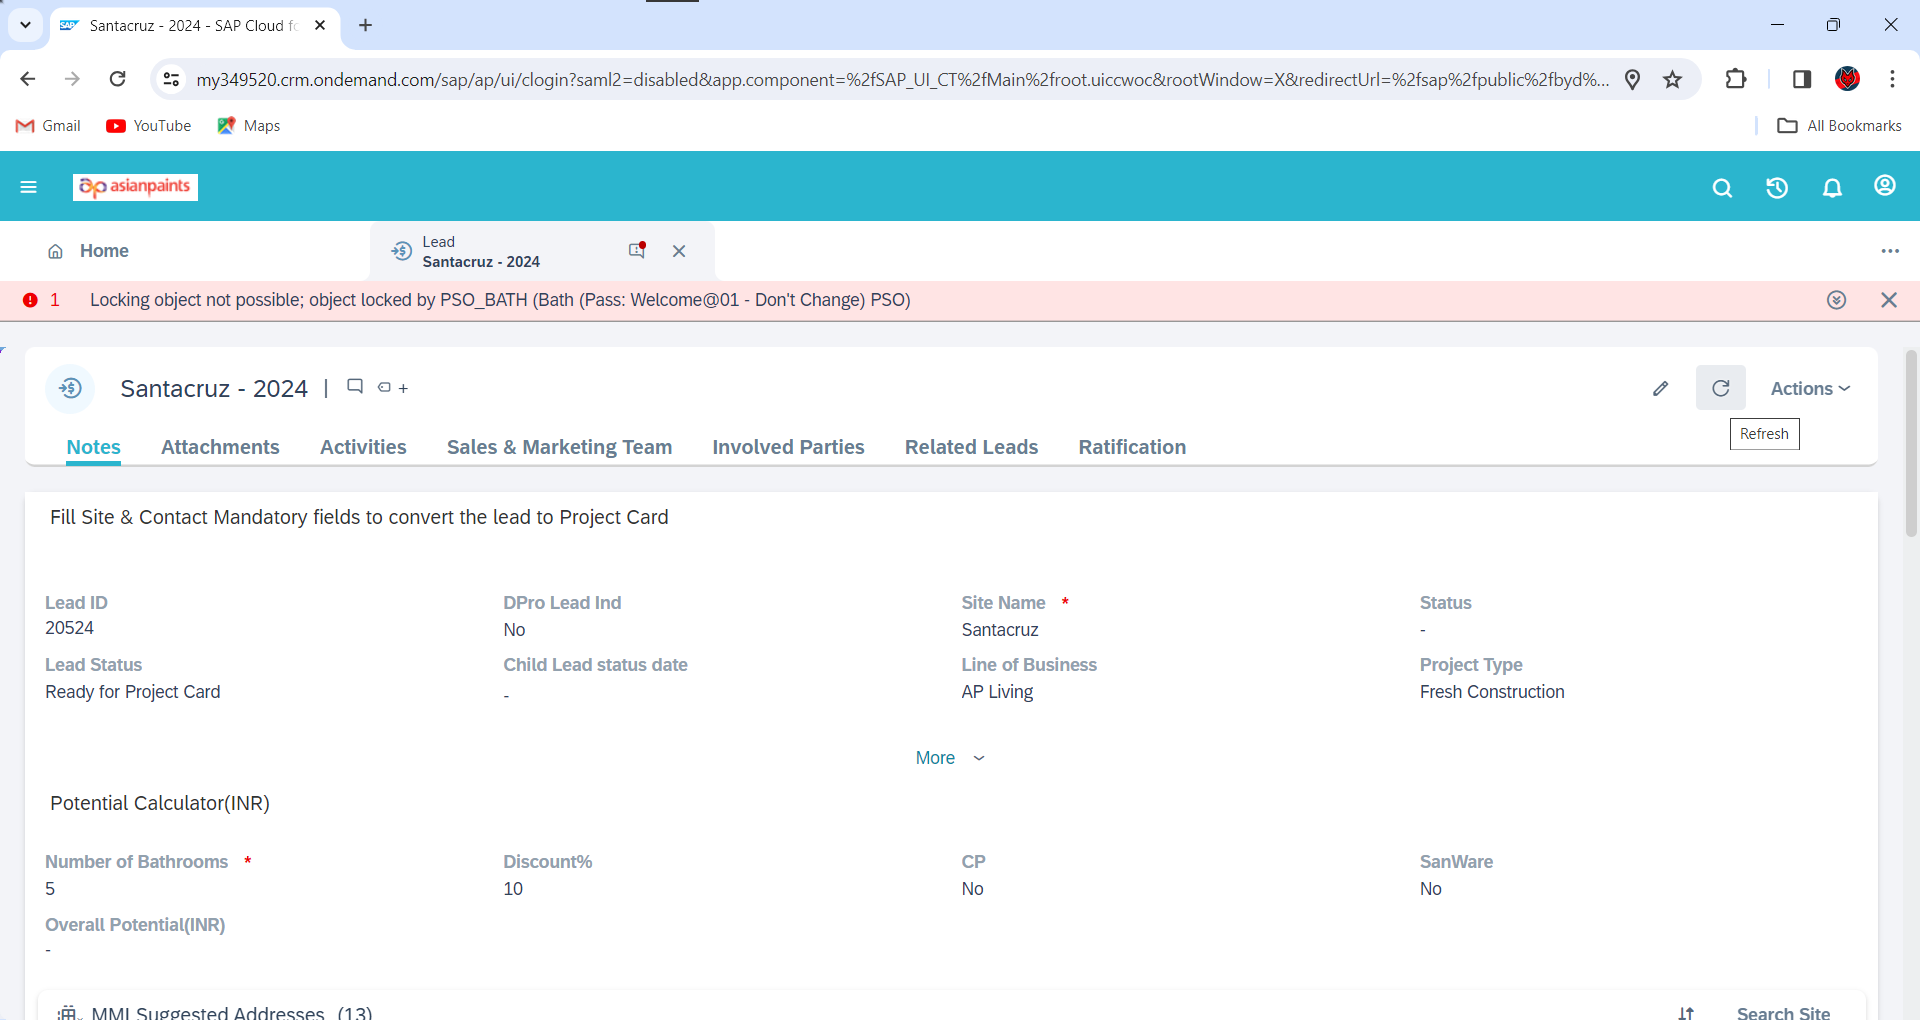 Santacruz - 2024 - SAP Cloud fo
my349520.crm.ondemand.com/sap/ap/ui/clogin?saml2=disabled&app.component=%2fSAP_UI_CT%2fMain%2froot.uiccwoc&rootWindow=X&redirectUrl=%2fsap%2fpublic%2fbyd%...
Gmail YouTube Maps All Bookmarks
asianpaints
Home
Lead
Santacruz - 2024
1 Locking object not possible; object locked by PSO_BATH (Bath (Pass: Welcome@01 - Don't Change) PSO)
Santacruz - 2024 | +
Actions
Refresh
Notes Attachments Activities Sales & Marketing Team Involved Parties Related Leads Ratification
Fill Site & Contact Mandatory fields to convert the lead to Project Card
Lead ID DPro Lead Ind Site Name * Status
20524 No Santacruz -
Lead Status Child Lead status date Line of Business Project Type
Ready for Project Card - AP Living Fresh Construction
More
Potential Calculator(INR)
Number of Bathrooms * Discount% CP SanWare
5 10 No No
Overall Potential(INR)
-
MMI Suggested Addresses (13) Search Site